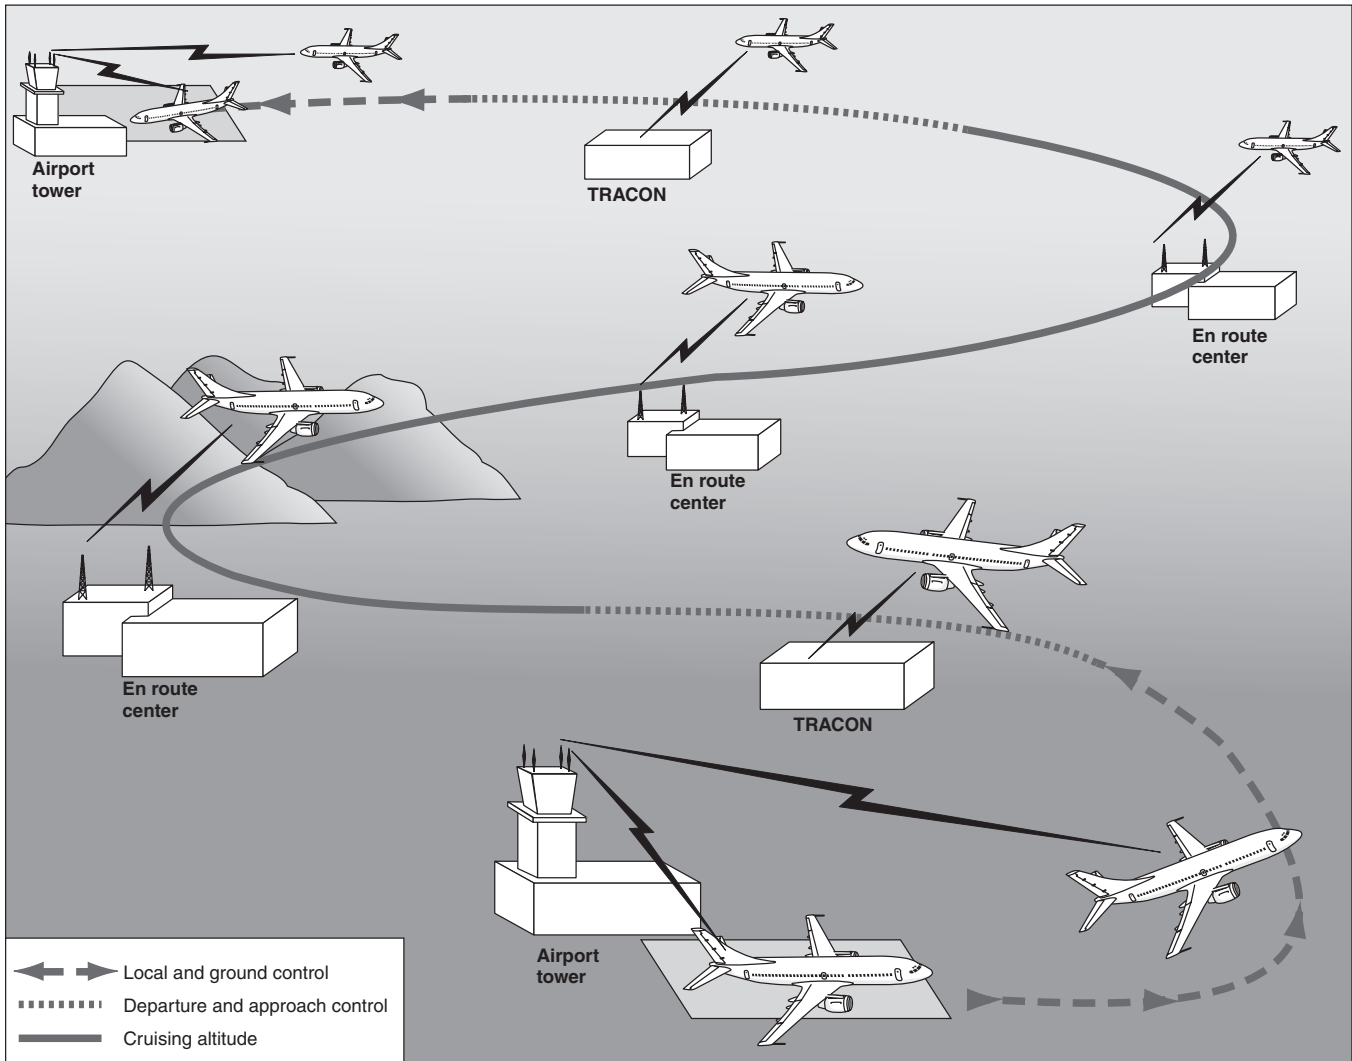 Airport
tower
TRACON
En route
center
En route
center
En route
center
TRACON
Airport
tower
Local and ground control
Departure and approach control
Cruising altitude